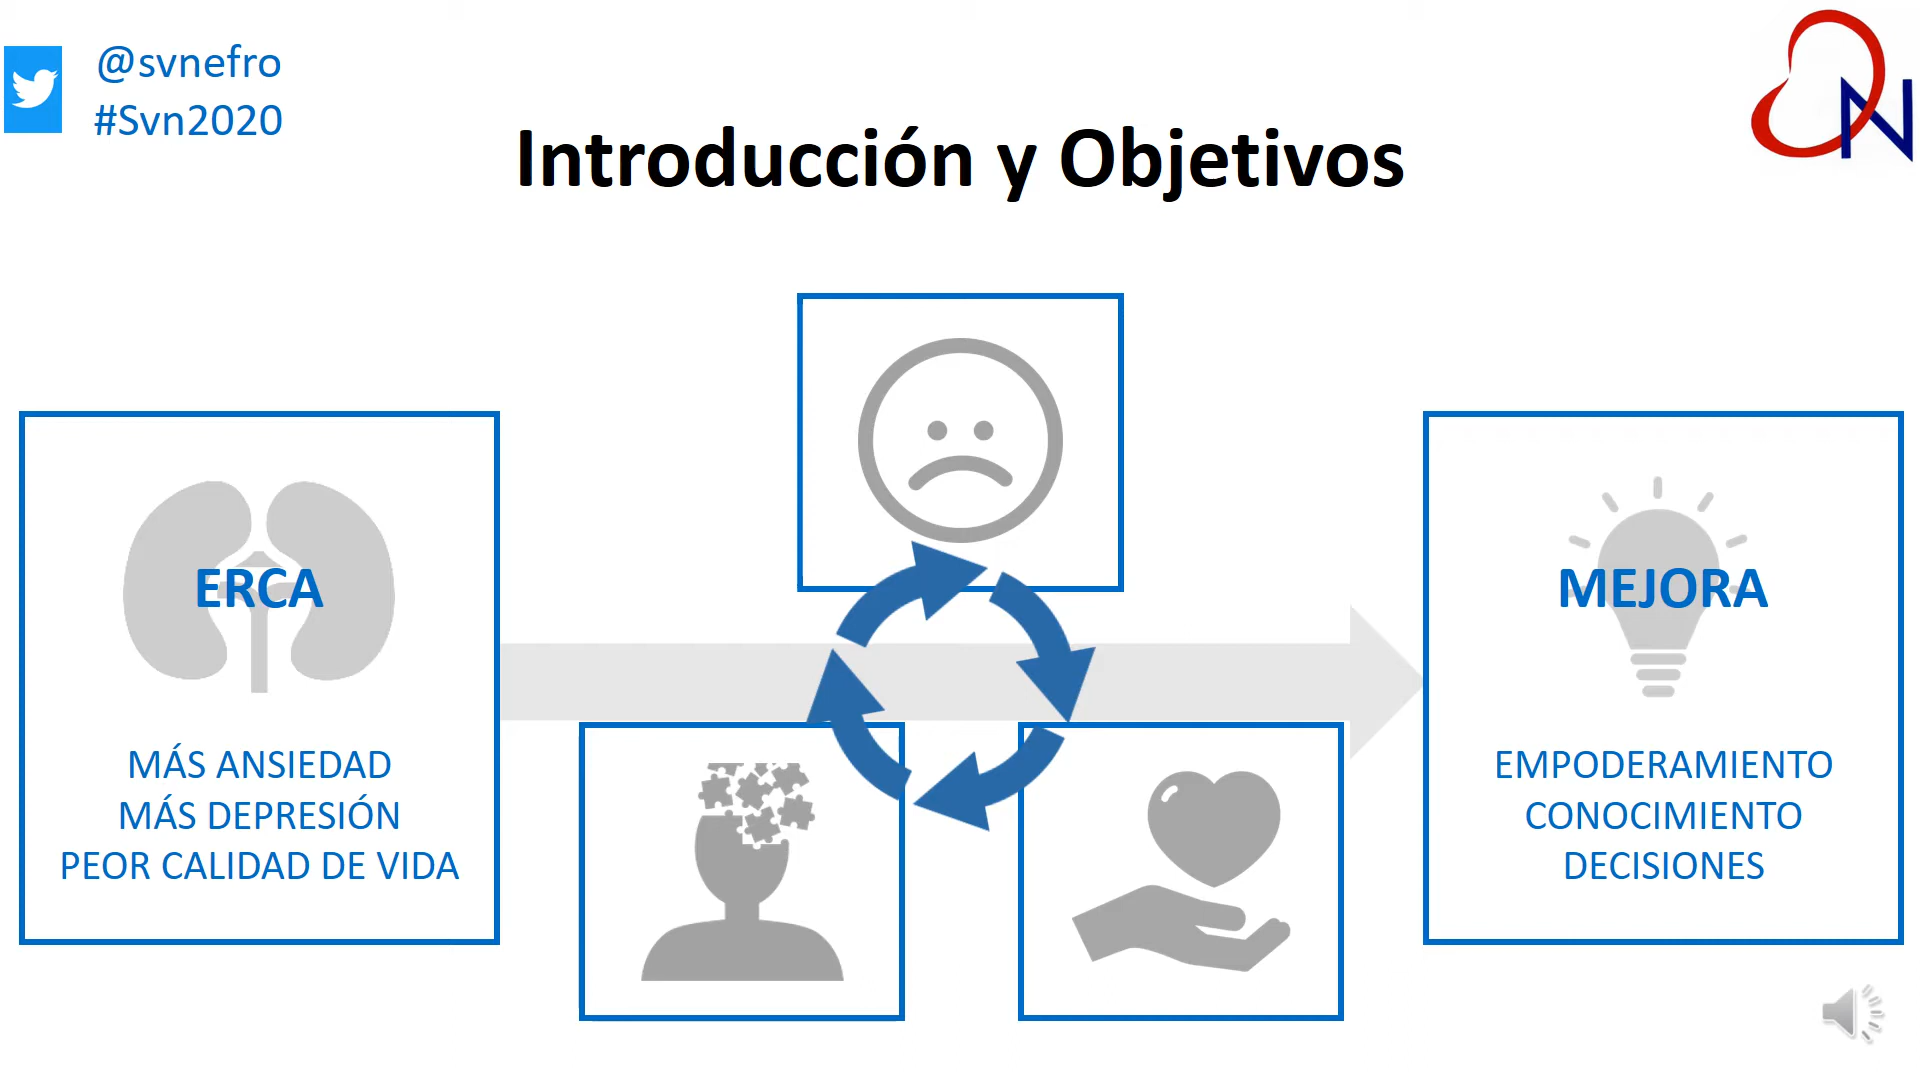 @svnefro
#Svn2020
N
Introducción y Objetivos
ERCA
MÁS ANSIEDAD
MÁS DEPRESIÓN
PEOR CALIDAD DE VIDA
MEJORA
EMPODERAMIENTO
CONOCIMIENTO
DECISIONES